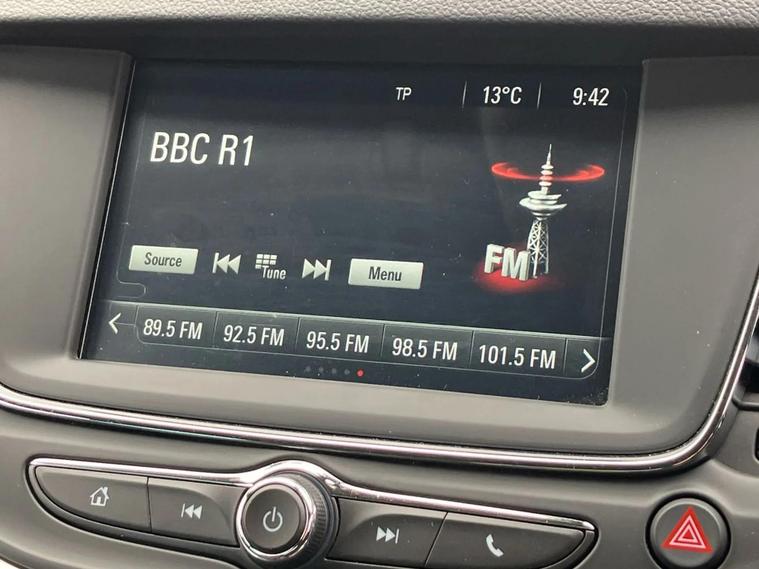 TP 13°C 9:42
BBC R1
FM
Source Tune Menu
89.5 FM 92.5 FM 95.5 FM 98.5 FM 101.5 FM